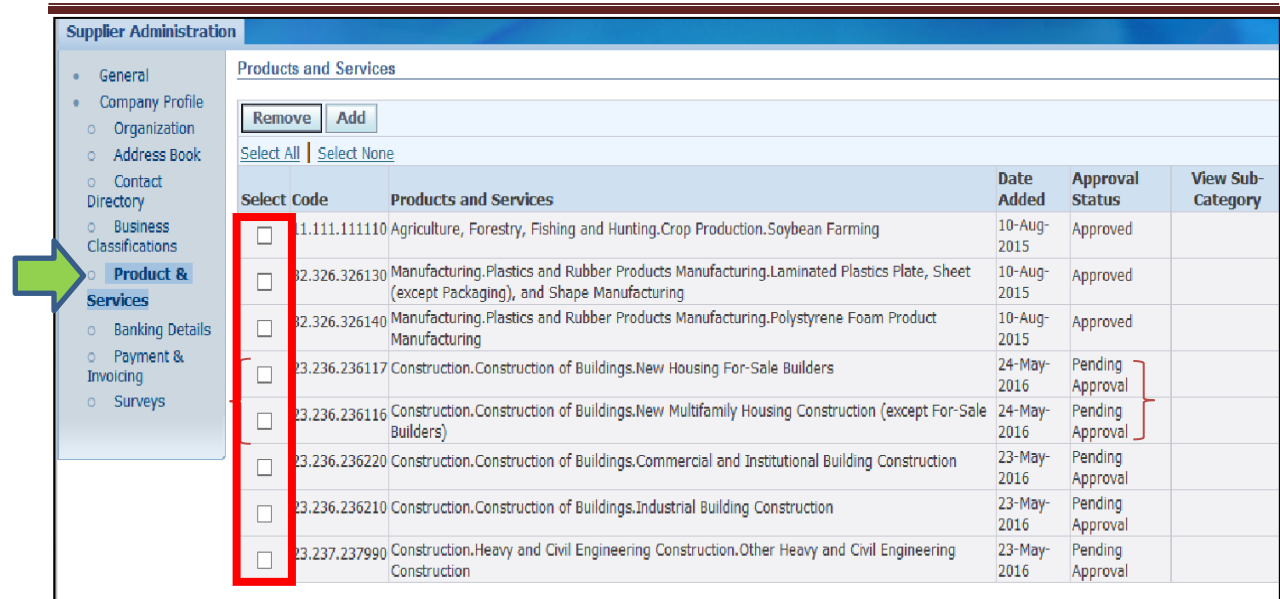 Supplier Administration
General
Company Profile
Organization
Address Book
Contact
Directory
Business
Classifications
Product &
Services
Banking Details
Payment &
Invoicing
Surveys
Products and Services
Remove Add
Select All | Select None
Select Code Products and Services Date Added Approval Status View Sub-Category
11.111.111110 Agriculture, Forestry, Fishing and Hunting.Crop Production.Soybean Farming 10-Aug-2015 Approved
32.326.326130 Manufacturing.Plastics and Rubber Products Manufacturing.Laminated Plastics Plate, Sheet
(except Packaging), and Shape Manufacturing 10-Aug-2015 Approved
32.326.326140 Manufacturing.Plastics and Rubber Products Manufacturing.Polystyrene Foam Product
Manufacturing 10-Aug-2015 Approved
23.236.236117 Construction.Construction of Buildings.New Housing For-Sale Builders 24-May-2016 Pending Approval
23.236.236116 Construction.Construction of Buildings.New Multifamily Housing Construction (except For-Sale
Builders) 24-May-2016 Pending Approval
23.236.236220 Construction.Construction of Buildings.Commercial and Institutional Building Construction 23-May-2016 Pending Approval
23.236.236210 Construction.Construction of Buildings.Industrial Building Construction 23-May-2016 Pending Approval
23.237.237990 Construction.Heavy and Civil Engineering Construction.Other Heavy and Civil Engineering
Construction 23-May-2016 Pending Approval